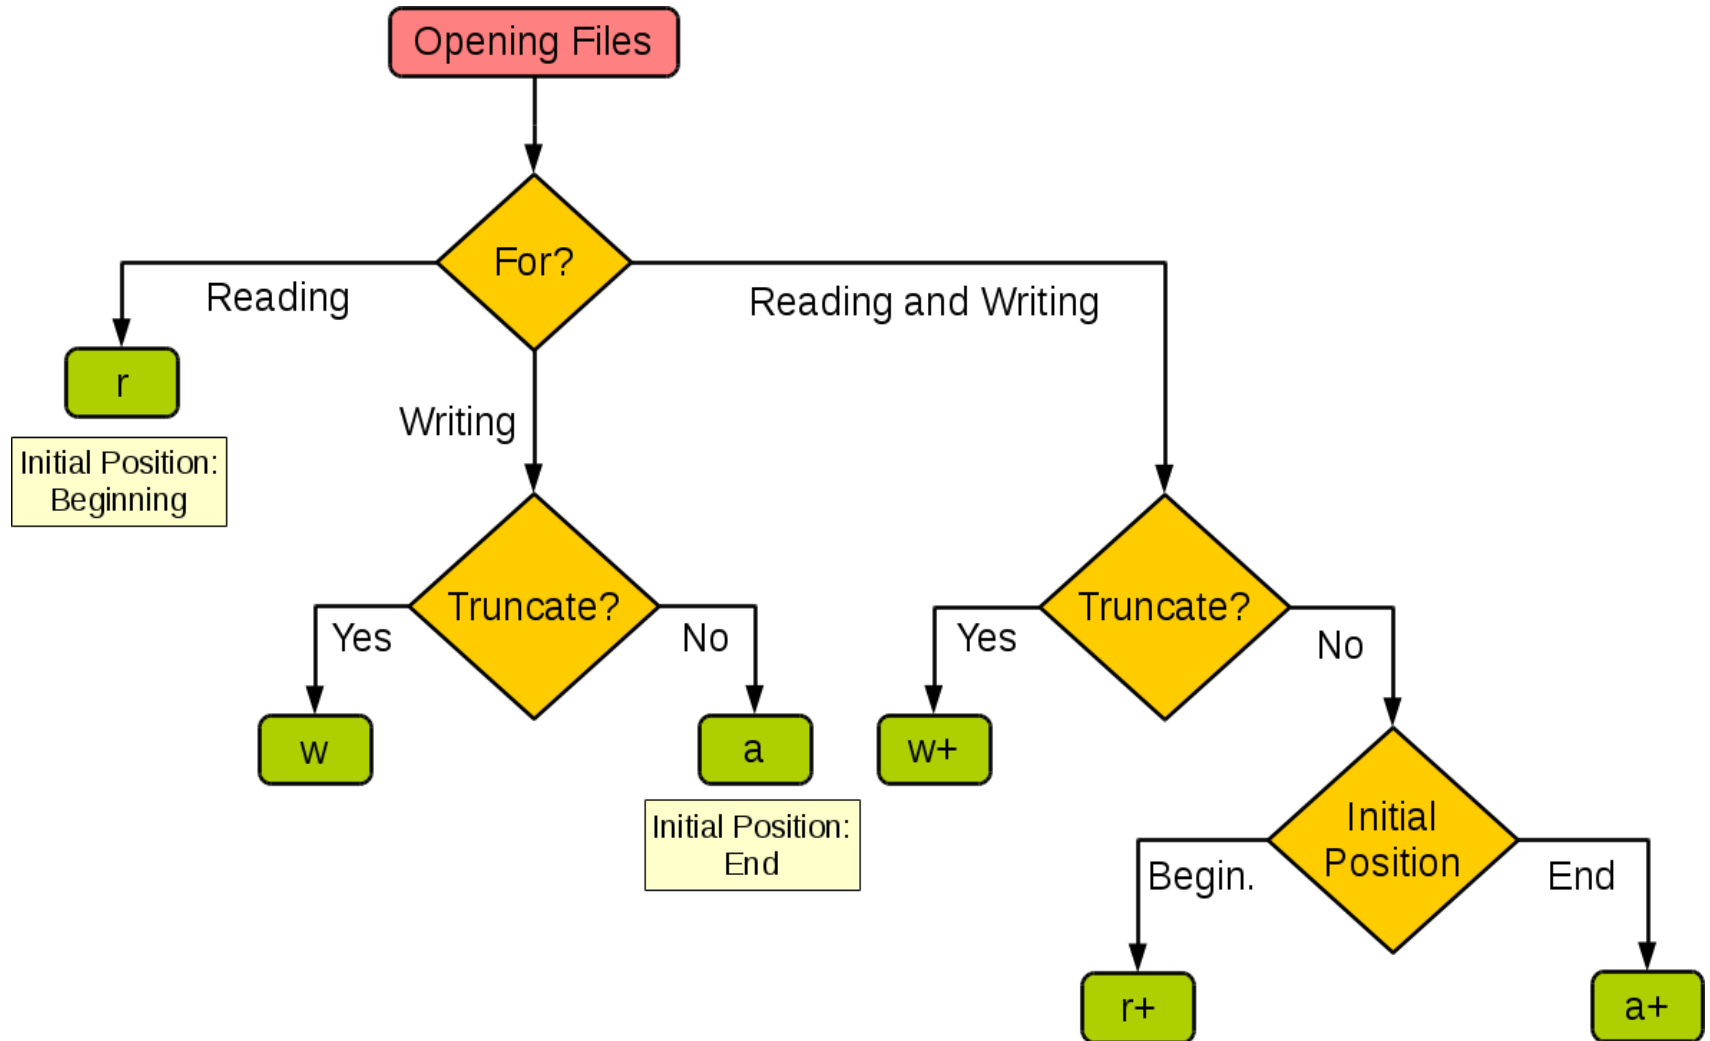 Opening Files
For?
Reading
Reading and Writing
r
Writing
Initial Position:
Beginning
Truncate?
Yes
No
w
a
Initial Position:
End
Truncate?
Yes
No
w+
Initial
Position
Begin.
End
r+
a+